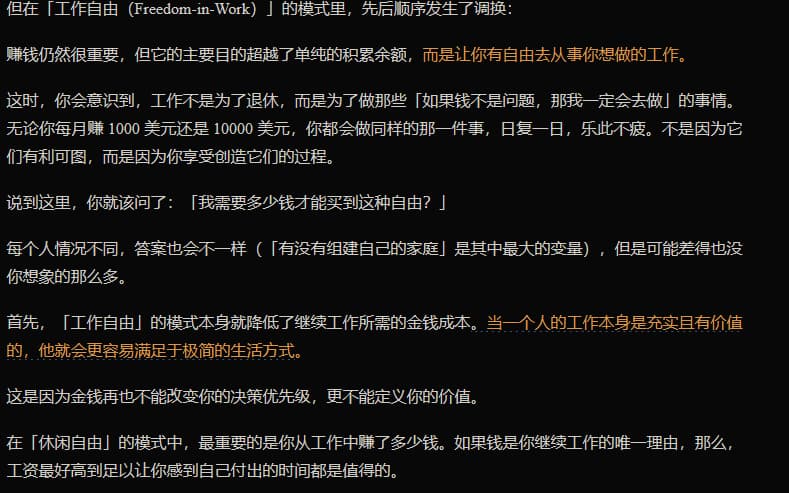 但在「工作自由（Freedom-in-Work）」的模式里，先后顺序发生了调换：
赚钱仍然很重要，但它的主要目的超越了单纯的积累余额，而是让你有自由去从事你想做的工作。
这时，你会意识到，工作不是为了退休，而是为了做那些「如果钱不是问题，那我一定会去做」的事情。
无论你每月赚 1000 美元还是 10000 美元，你都会做同样的那一件事，日复一日，乐此不疲。不是因为它
们有利可图，而是因为你享受创造它们的过程。
说到这里，你就该问了：「我需要多少钱才能买到这种自由？」
每个人情况不同，答案也会不一样（「有没有组建自己的家庭」是其中最大的变量），但是可能差得也没
你想象的那么多。
首先，「工作自由」的模式本身就降低了继续工作所需的金钱成本。当一个人的工作本身是充实且有价值
的，他就会更容易满足于极简的生活方式。
这是因为金钱再也不能改变你的决策优先级，更不能定义你的价值。
在「休闲自由」的模式中，最重要的是你从工作中赚了多少钱。如果钱是你继续工作的唯一理由，那么，
工资最好高到足以让你感到自己付出的时间都是值得的。